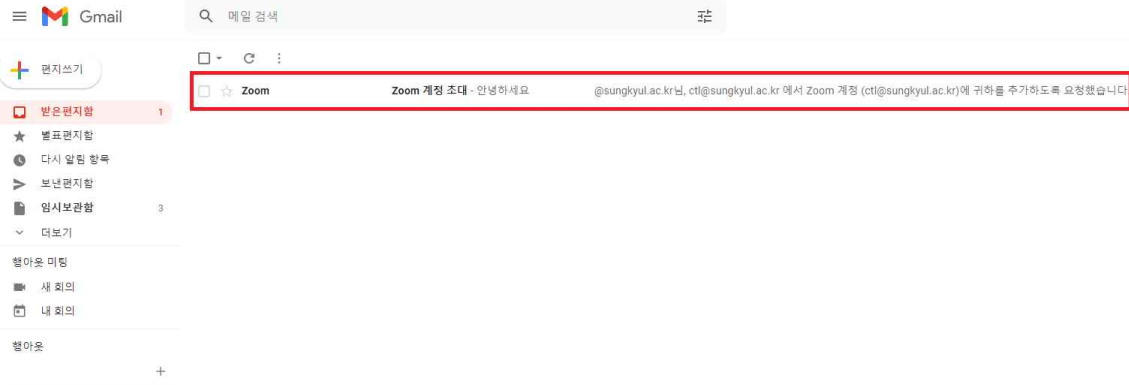 Gmail
메일 검색
편지쓰기
받은편지함 1
Zoom Zoom 계정 초대 - 안녕하세요 @sungkyul.ac.kr님, ctl@sungkyul.ac.kr 에서 Zoom 계정 (ctl@sungkyul.ac.kr)에 귀하를 추가하도록 요청했습니다
별표편지함
다시 알림 항목
보낸편지함
임시보관함 3
더보기
행아웃 미팅
새 회의
내 회의
행아웃